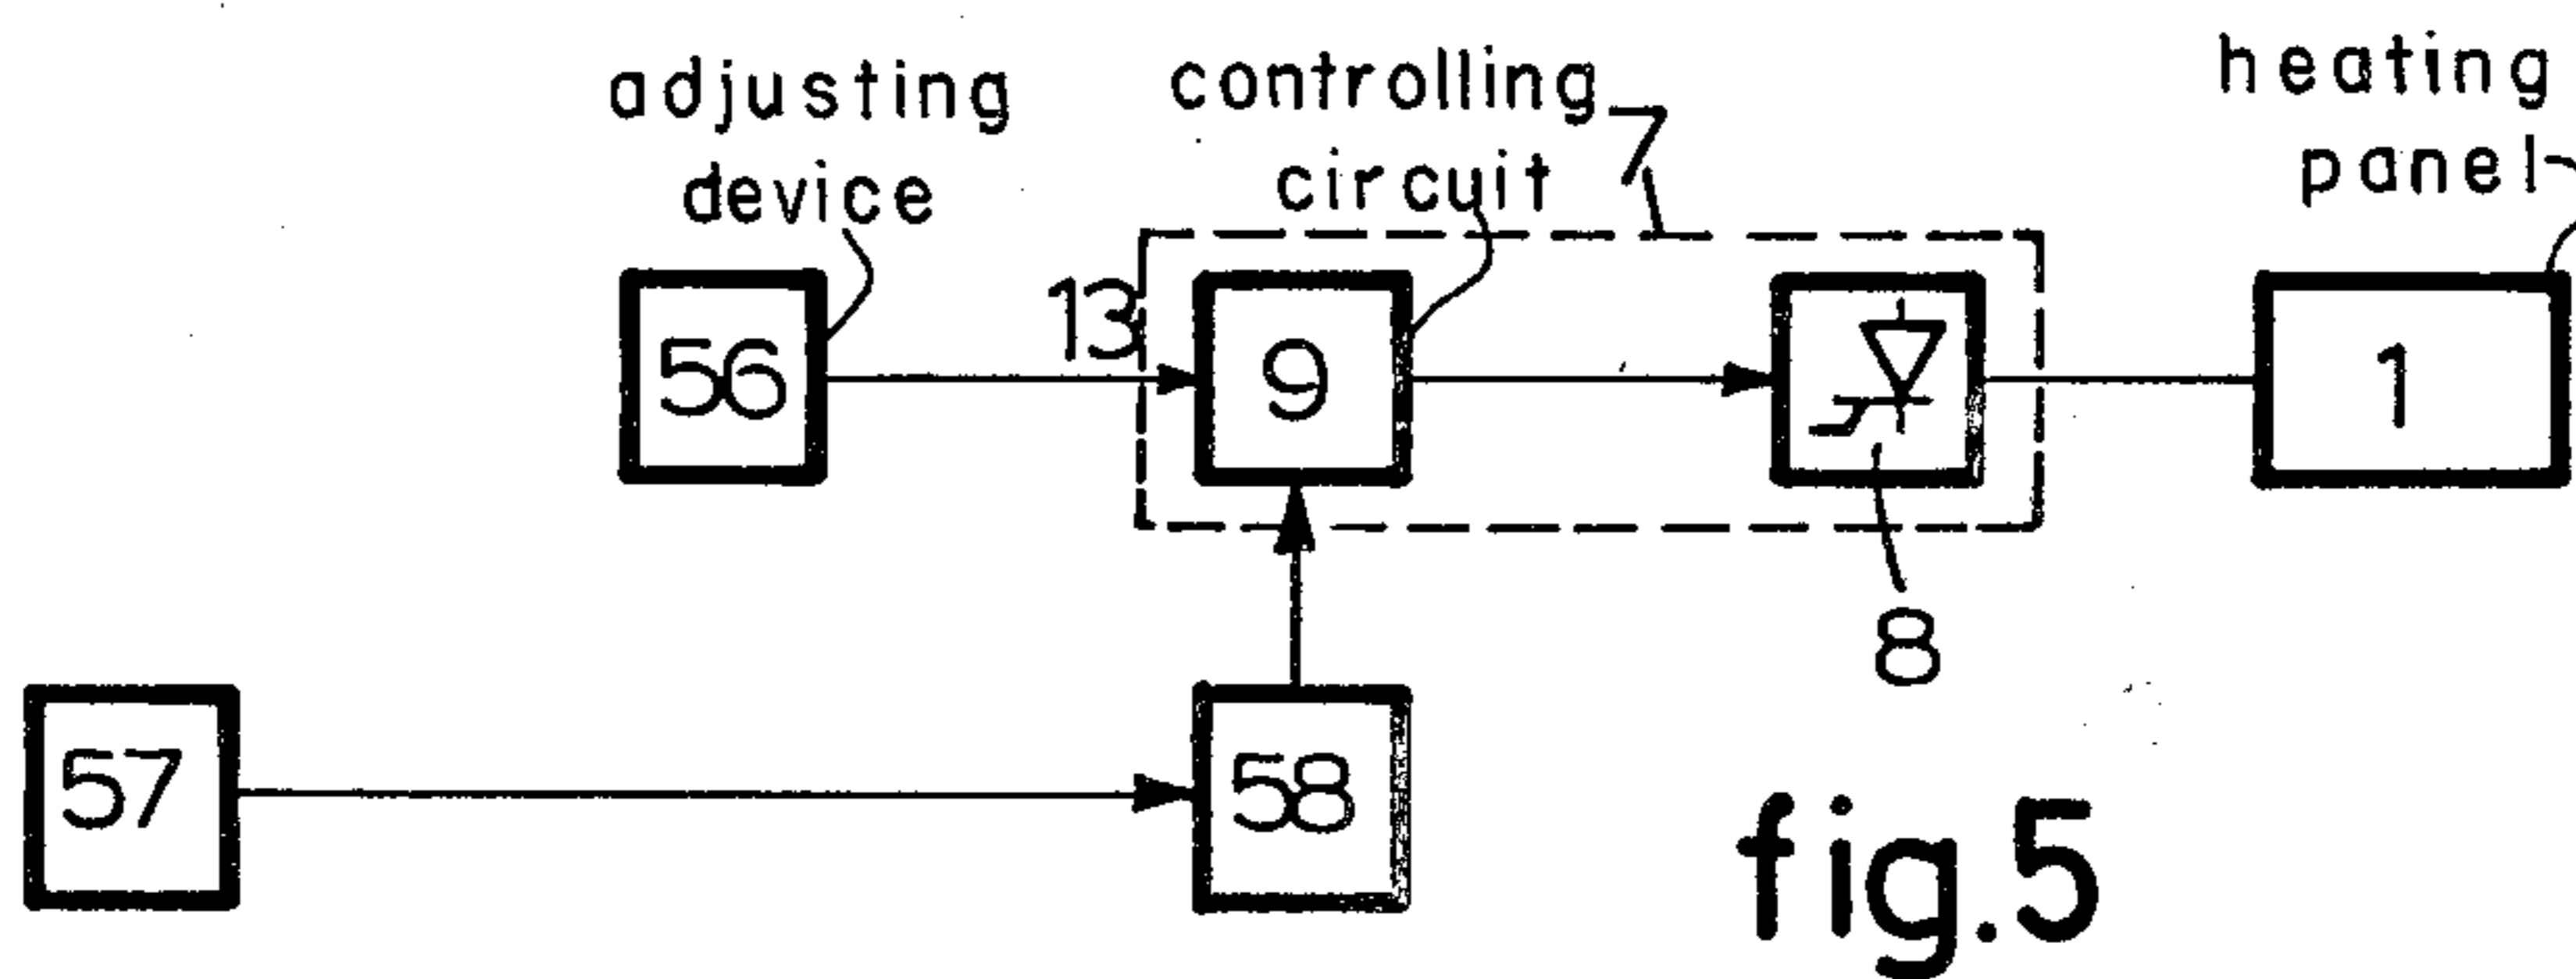 adjusting
device
controlling
circuit
7
heating
panel
13
56
9
1
8
57
58
fig.5